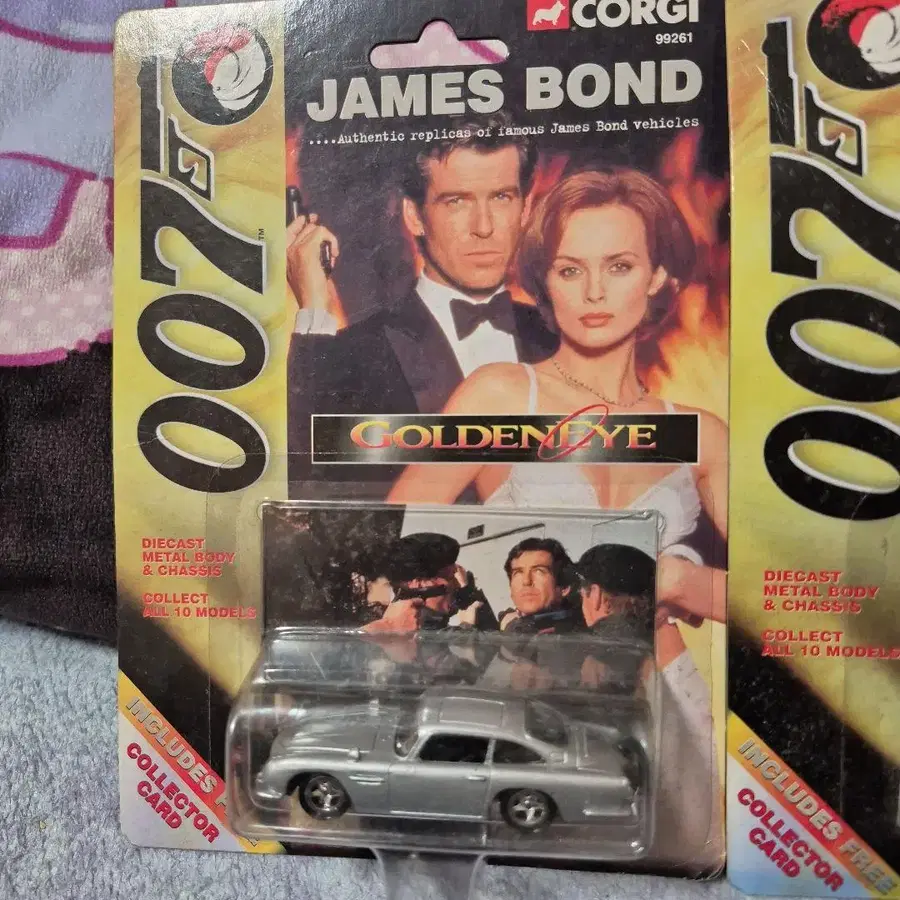 CORGI
99261
JAMES BOND
....Authentic replicas of famous James Bond vehicles
007
TM
GOLDENEYE
DIECAST
METAL BODY
& CHASSIS
COLLECT
ALL 10 MODELS
INCLUDES
COLLECTOR
CARD
007
DIECAST
METAL BODY
& CHASSIS
COLLECT
ALL 10 MODELS
INCLUDES FREE
COLLECTOR
CARD